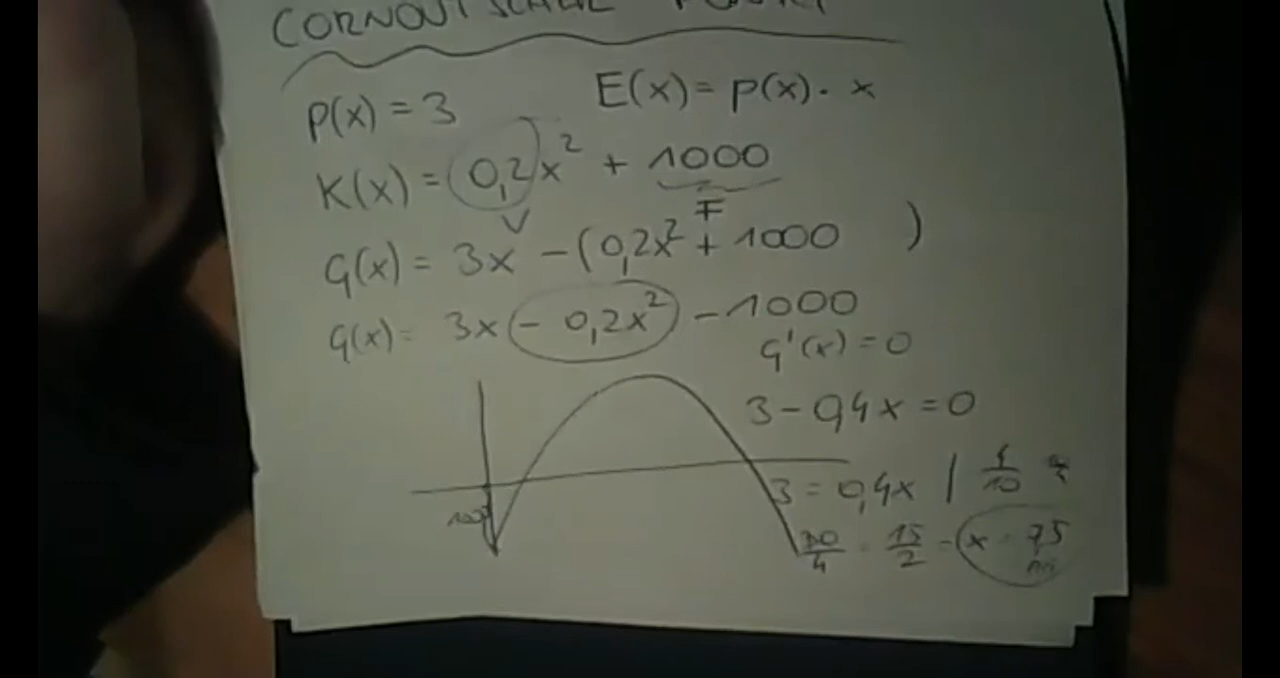 p(x) = 3 E(x) = p(x) · x
K(x) = 0,2x² + 1000
V F
G(x) = 3x - (0,2x² + 1000 )
G(x) = 3x - 0,2x² - 1000
G'(x) = 0
3 - 0,4x = 0
3 = 0,4x |
30/4 = 15/2 = x = 7,5